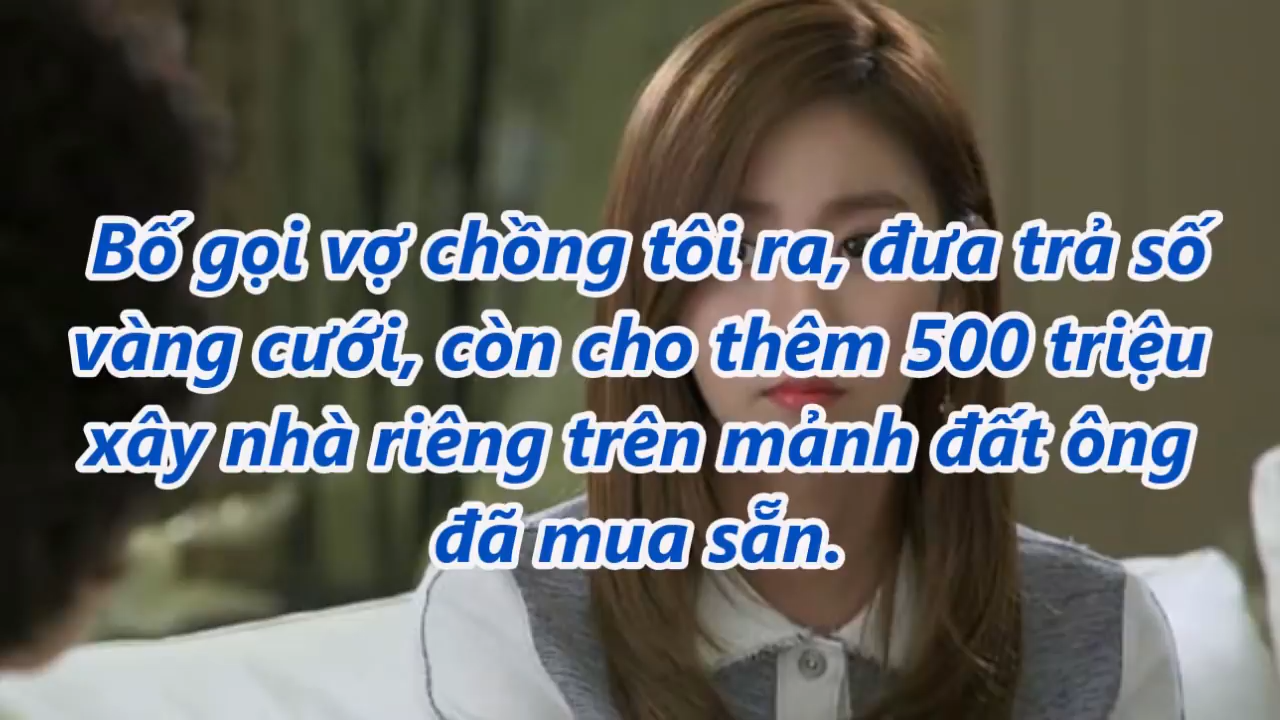 Bố gọi vợ chồng tôi ra, đưa trả số
vàng cưới, còn cho thêm 500 triệu
xây nhà riêng trên mảnh đất ông
đã mua sẵn.